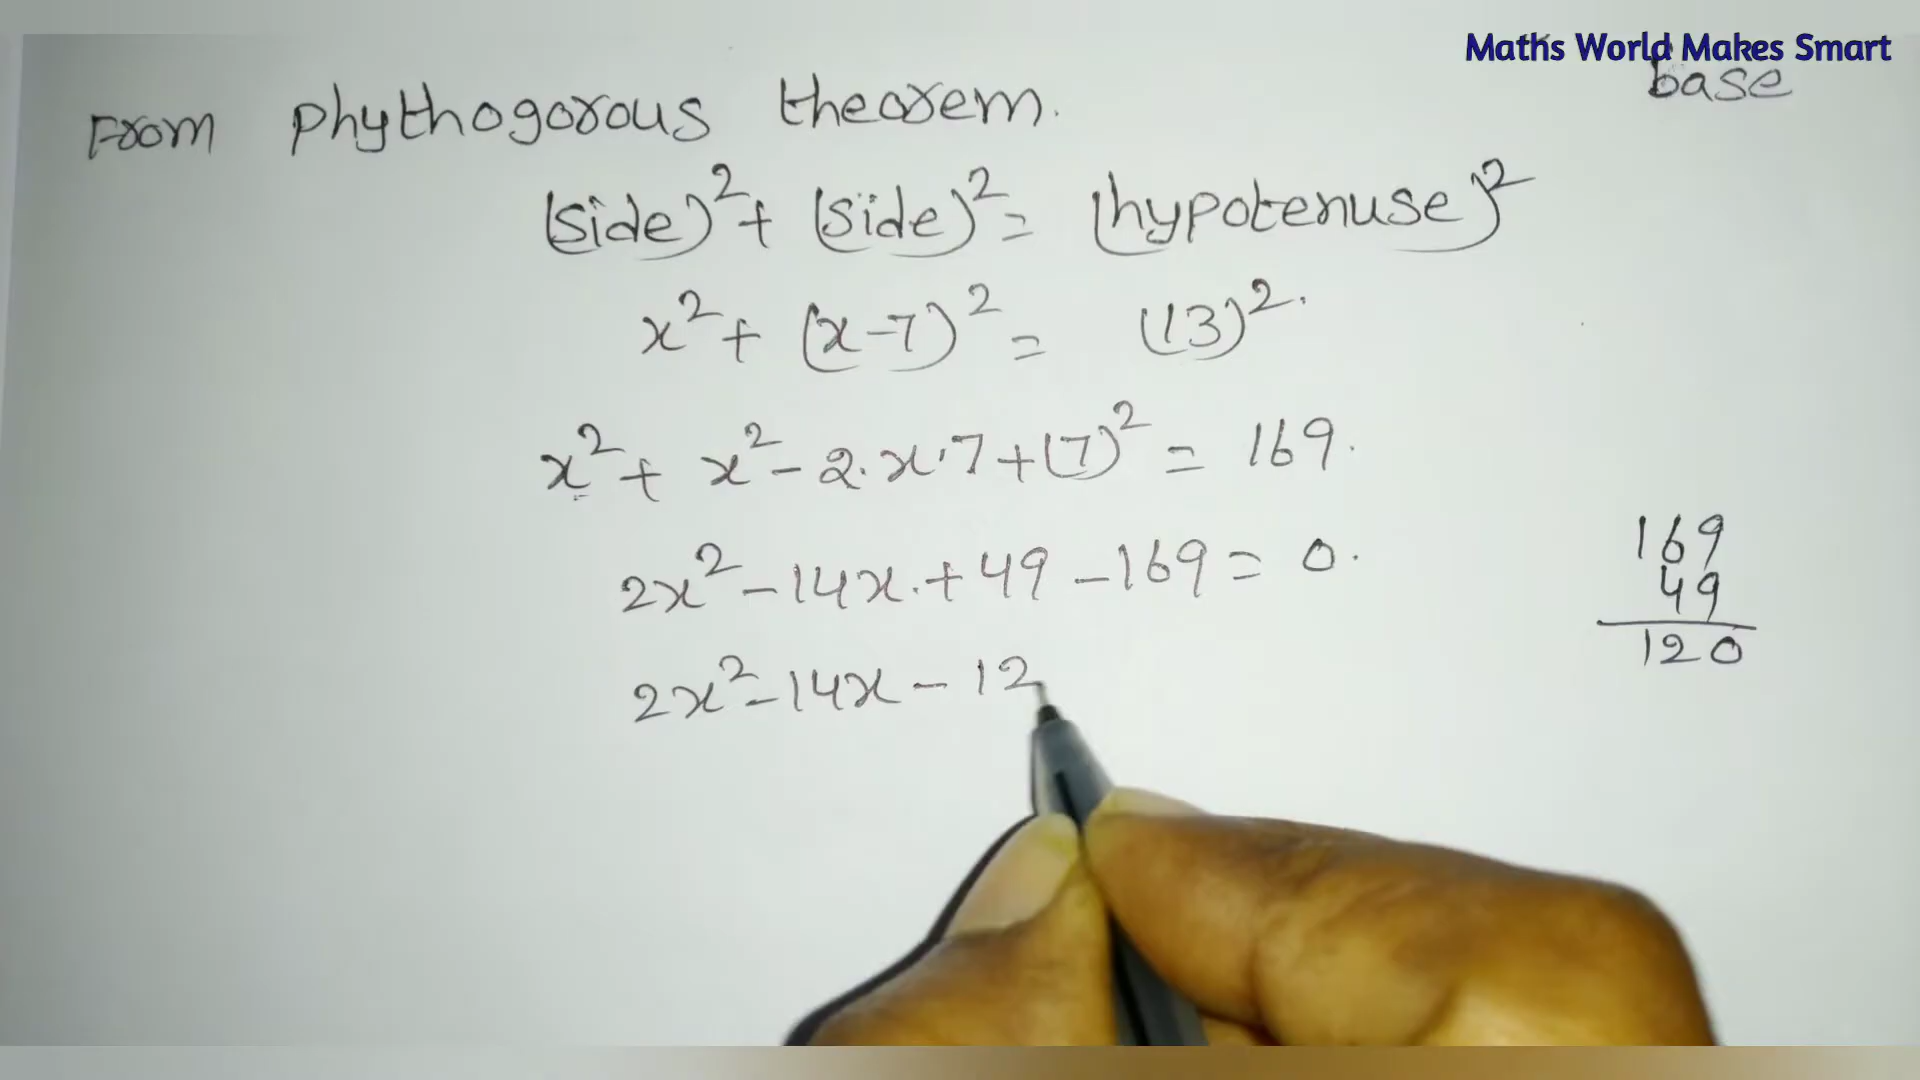 Maths World Makes Smart
base
From phythogorous theorem.
(side)²+ (side)²= (hypotenuse)²
x²+ (x-7)² = (13)².
x²+ x²- 2.x.7+(7)² = 169.
2x²-14x.+49 -169= 0.
2x²-14x - 12
169
49
120